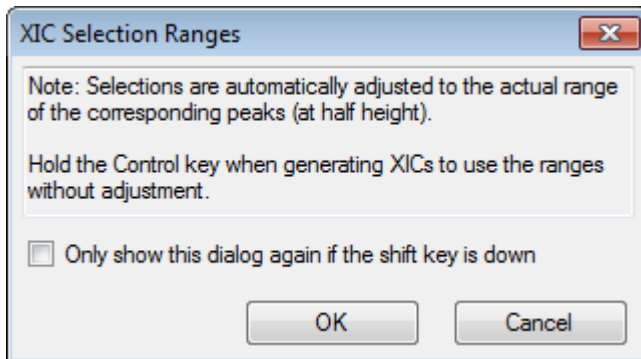 XIC Selection Ranges
Note: Selections are automatically adjusted to the actual range
of the corresponding peaks (at half height).
Hold the Control key when generating XICs to use the ranges
without adjustment.
Only show this dialog again if the shift key is down
OK
Cancel